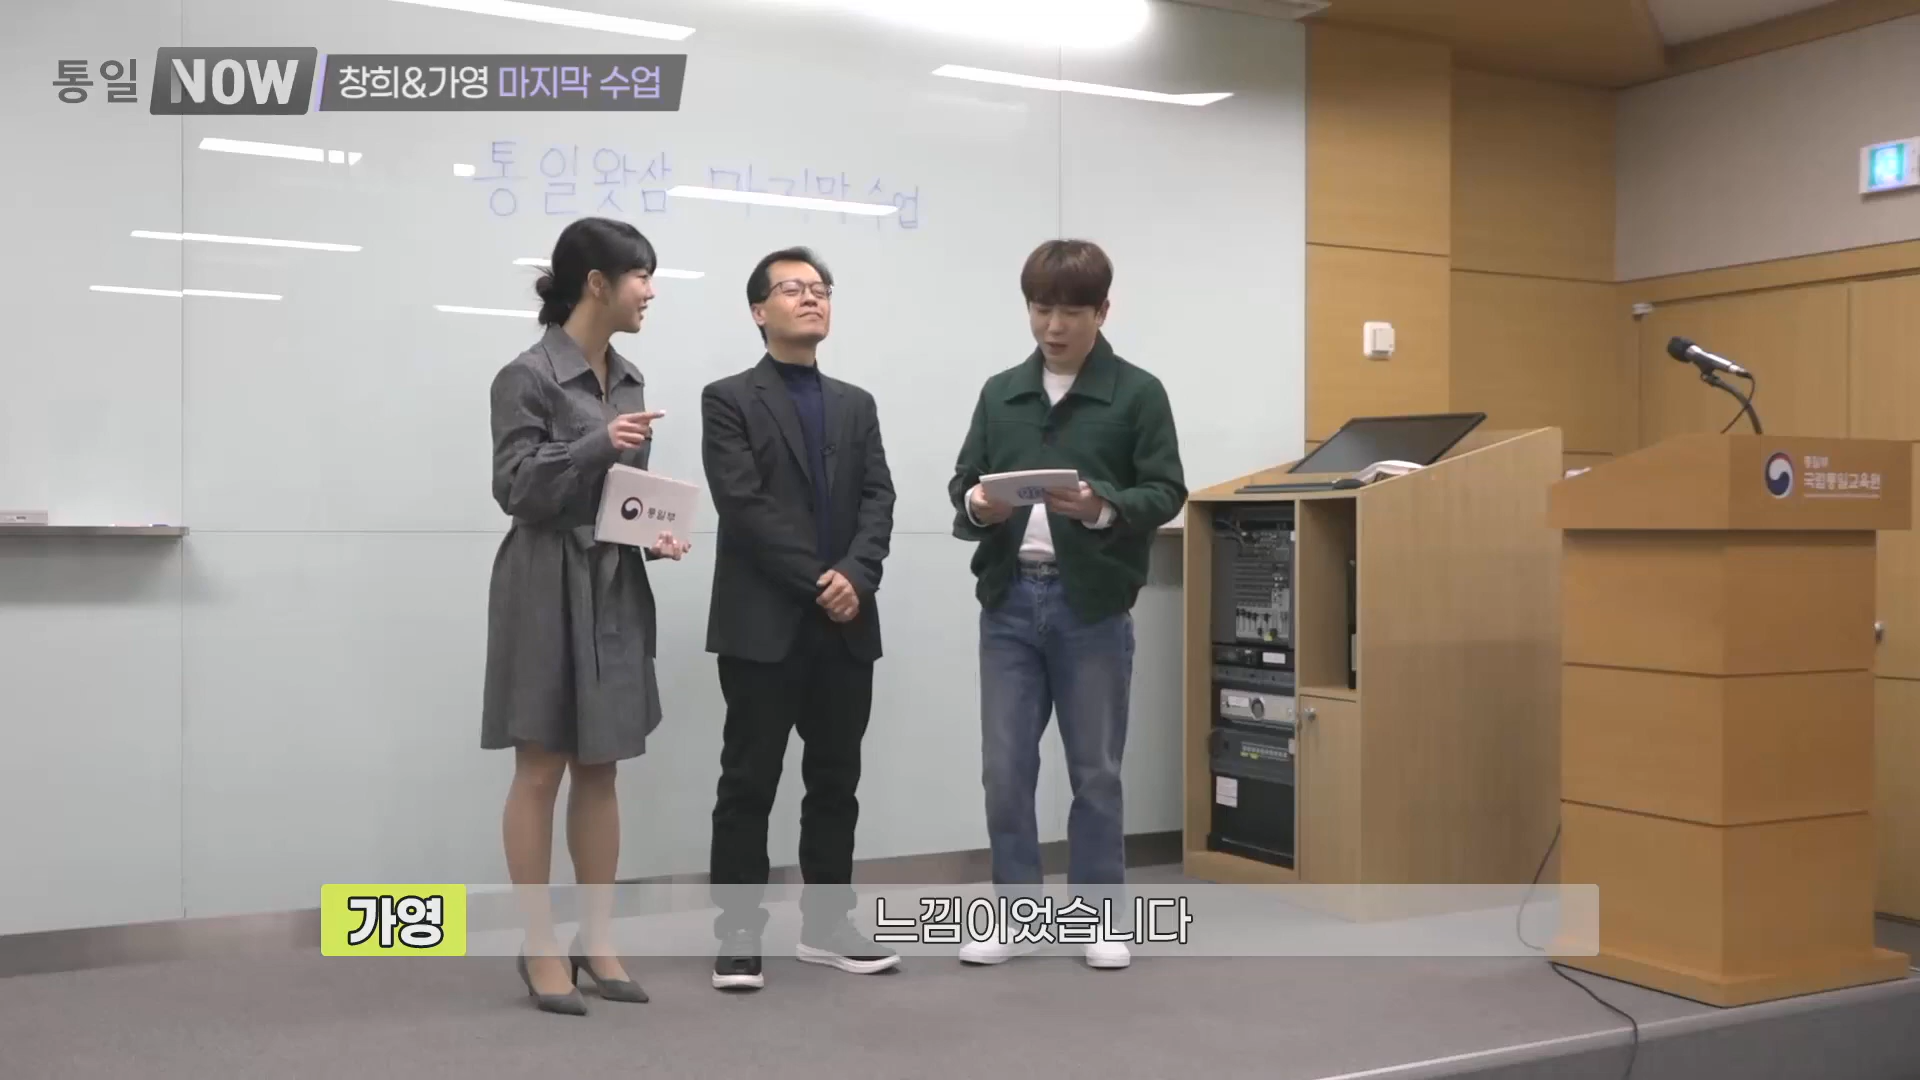 통일 NOW 창희&가영 마지막 수업
통일왓삼 마지막 수업
통일부
통일부
국립통일교육원
가영 느낌이었습니다